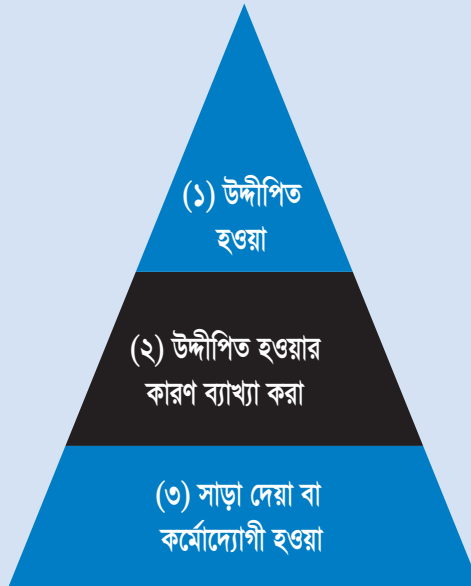 (১) উদ্দীপিত
হওয়া
(২) উদ্দীপিত হওয়ার
কারণ ব্যাখ্যা করা
(৩) সাড়া দেয়া বা
কর্মোদ্যোগী হওয়া